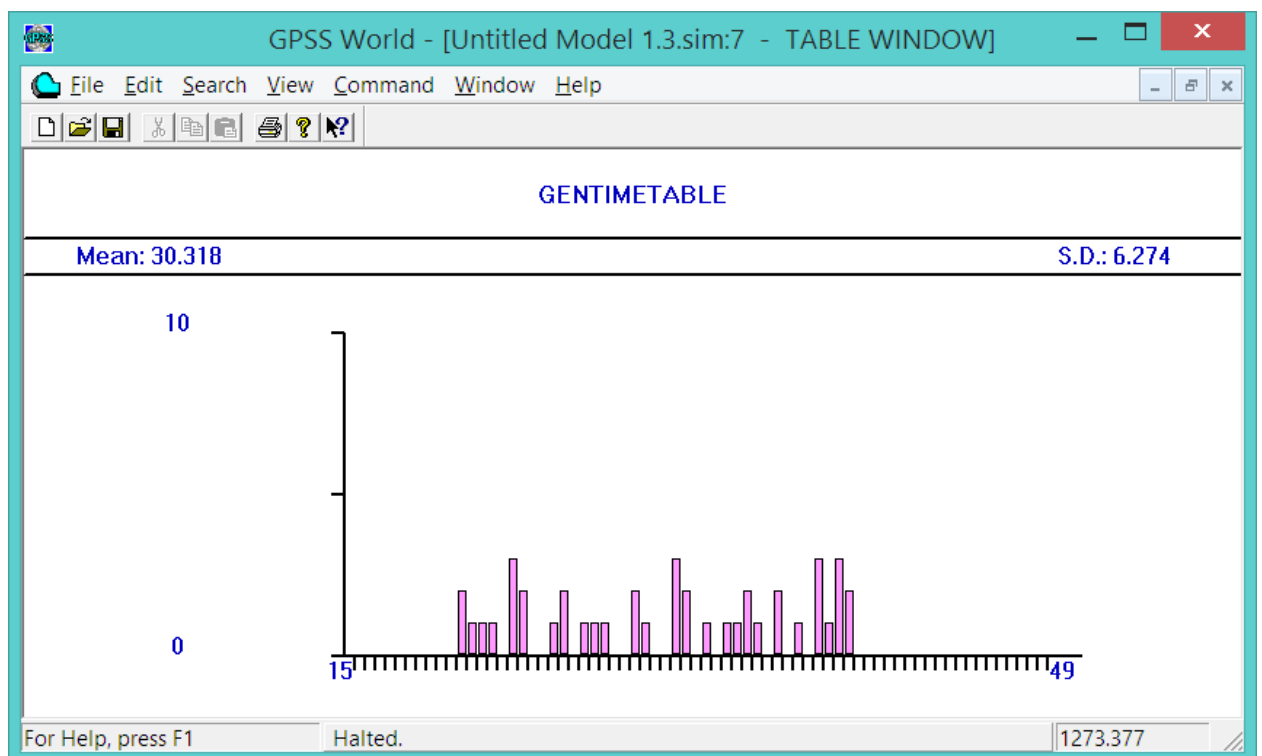 GPSS World - [Untitled Model 1.3.sim:7 - TABLE WINDOW]
File Edit Search View Command Window Help
GENTIMETABLE
Mean: 30.318 S.D.: 6.274
10
0
15 49
For Help, press F1 Halted. 1273.377